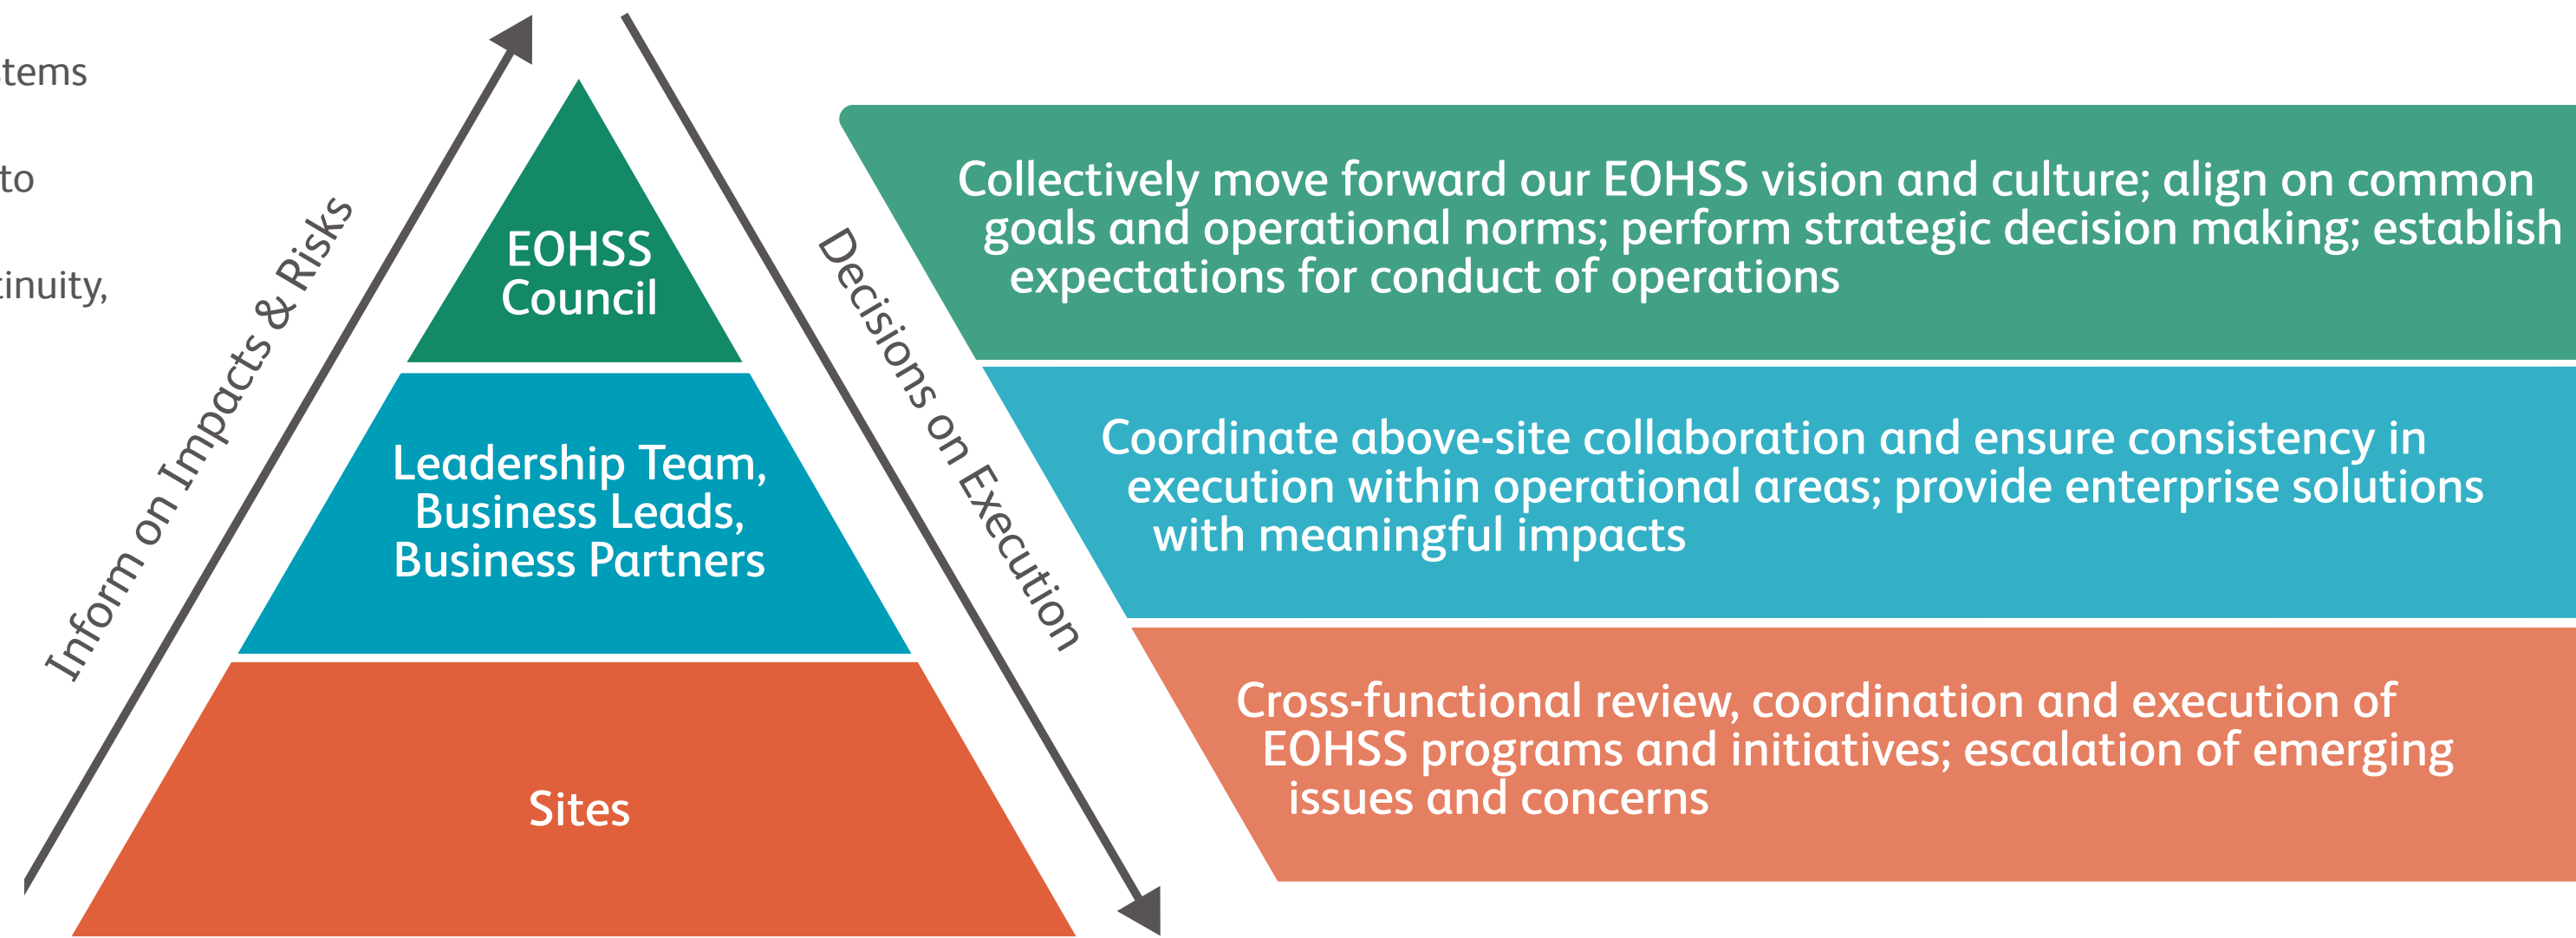 to
Inform on Impacts & Risks
EOHSS
Council
Leadership Team,
Business Leads,
Business Partners
Sites
Decisions on Execution
Collectively move forward our EOHSS vision and culture; align on common
goals and operational norms; perform strategic decision making; establish
expectations for conduct of operations
Coordinate above-site collaboration and ensure consistency in
execution within operational areas; provide enterprise solutions
with meaningful impacts
Cross-functional review, coordination and execution of
EOHSS programs and initiatives; escalation of emerging
issues and concerns